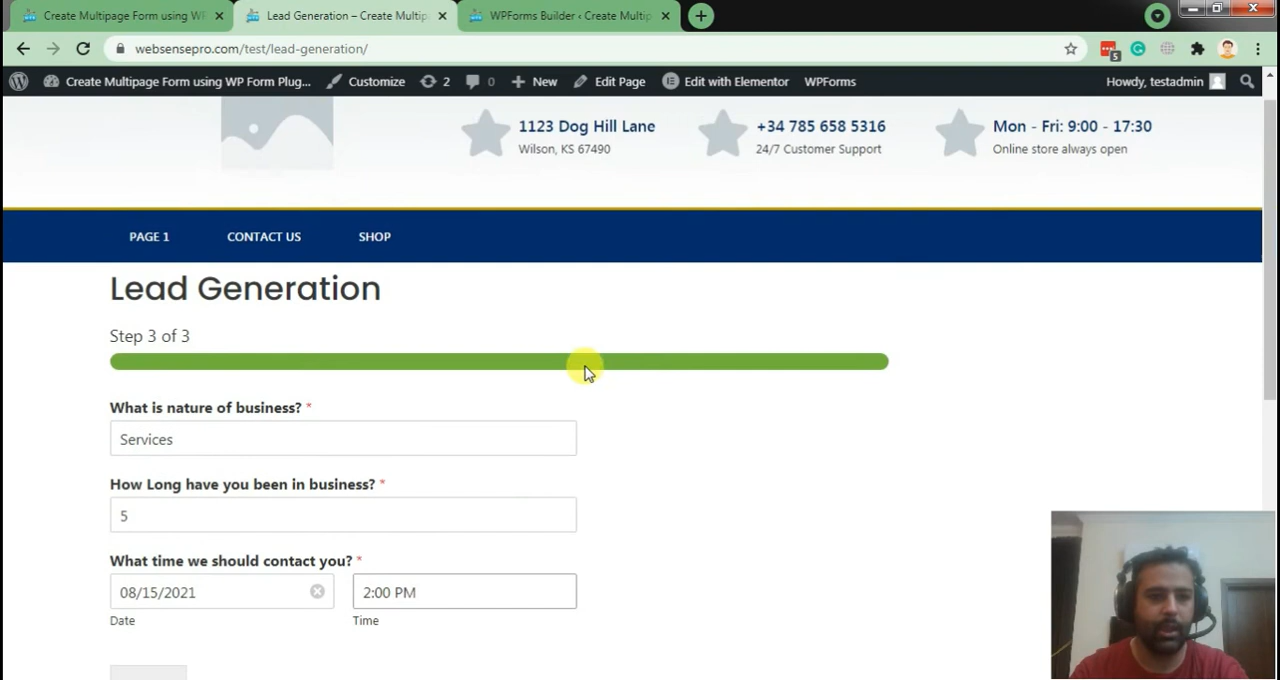 Create Multipage Form using WP
Lead Generation – Create Multip
WPForms Builder ‹ Create Multip
websensepro.com/test/lead-generation/
5
Create Multipage Form using WP Form Plug...
Customize
2
0
New
Edit Page
Edit with Elementor
WPForms
Howdy, testadmin
1123 Dog Hill Lane
Wilson, KS 67490
+34 785 658 5316
24/7 Customer Support
Mon - Fri: 9:00 - 17:30
Online store always open
PAGE 1
CONTACT US
SHOP
Lead Generation
Step 3 of 3
What is nature of business? *
Services
How Long have you been in business? *
5
What time we should contact you? *
08/15/2021
2:00 PM
Date
Time